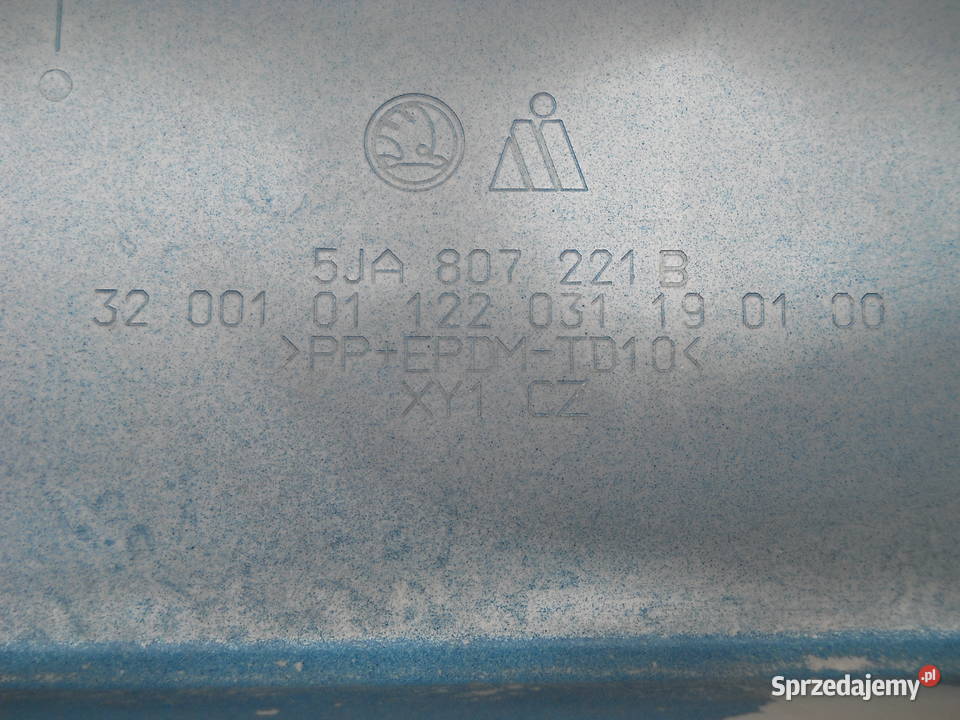 5JA 807 221 B
32 001 01 122 031 19 01 00
>PP+EPDM-TD10<
XY1 CZ
Sprzedajemy.pl